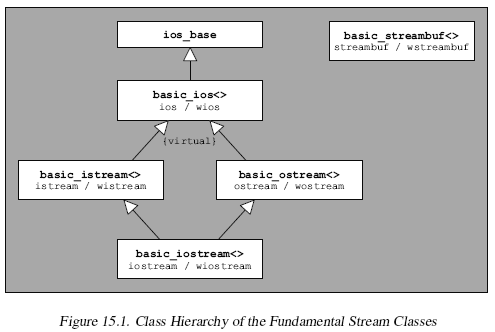 ios_base
basic_streambuf<>
streambuf / wstreambuf
basic_ios<>
ios / wios
{virtual}
basic_istream<>
istream / wistream
basic_ostream<>
ostream / wostream
basic_iostream<>
iostream / wiostream
Figure 15.1. Class Hierarchy of the Fundamental Stream Classes